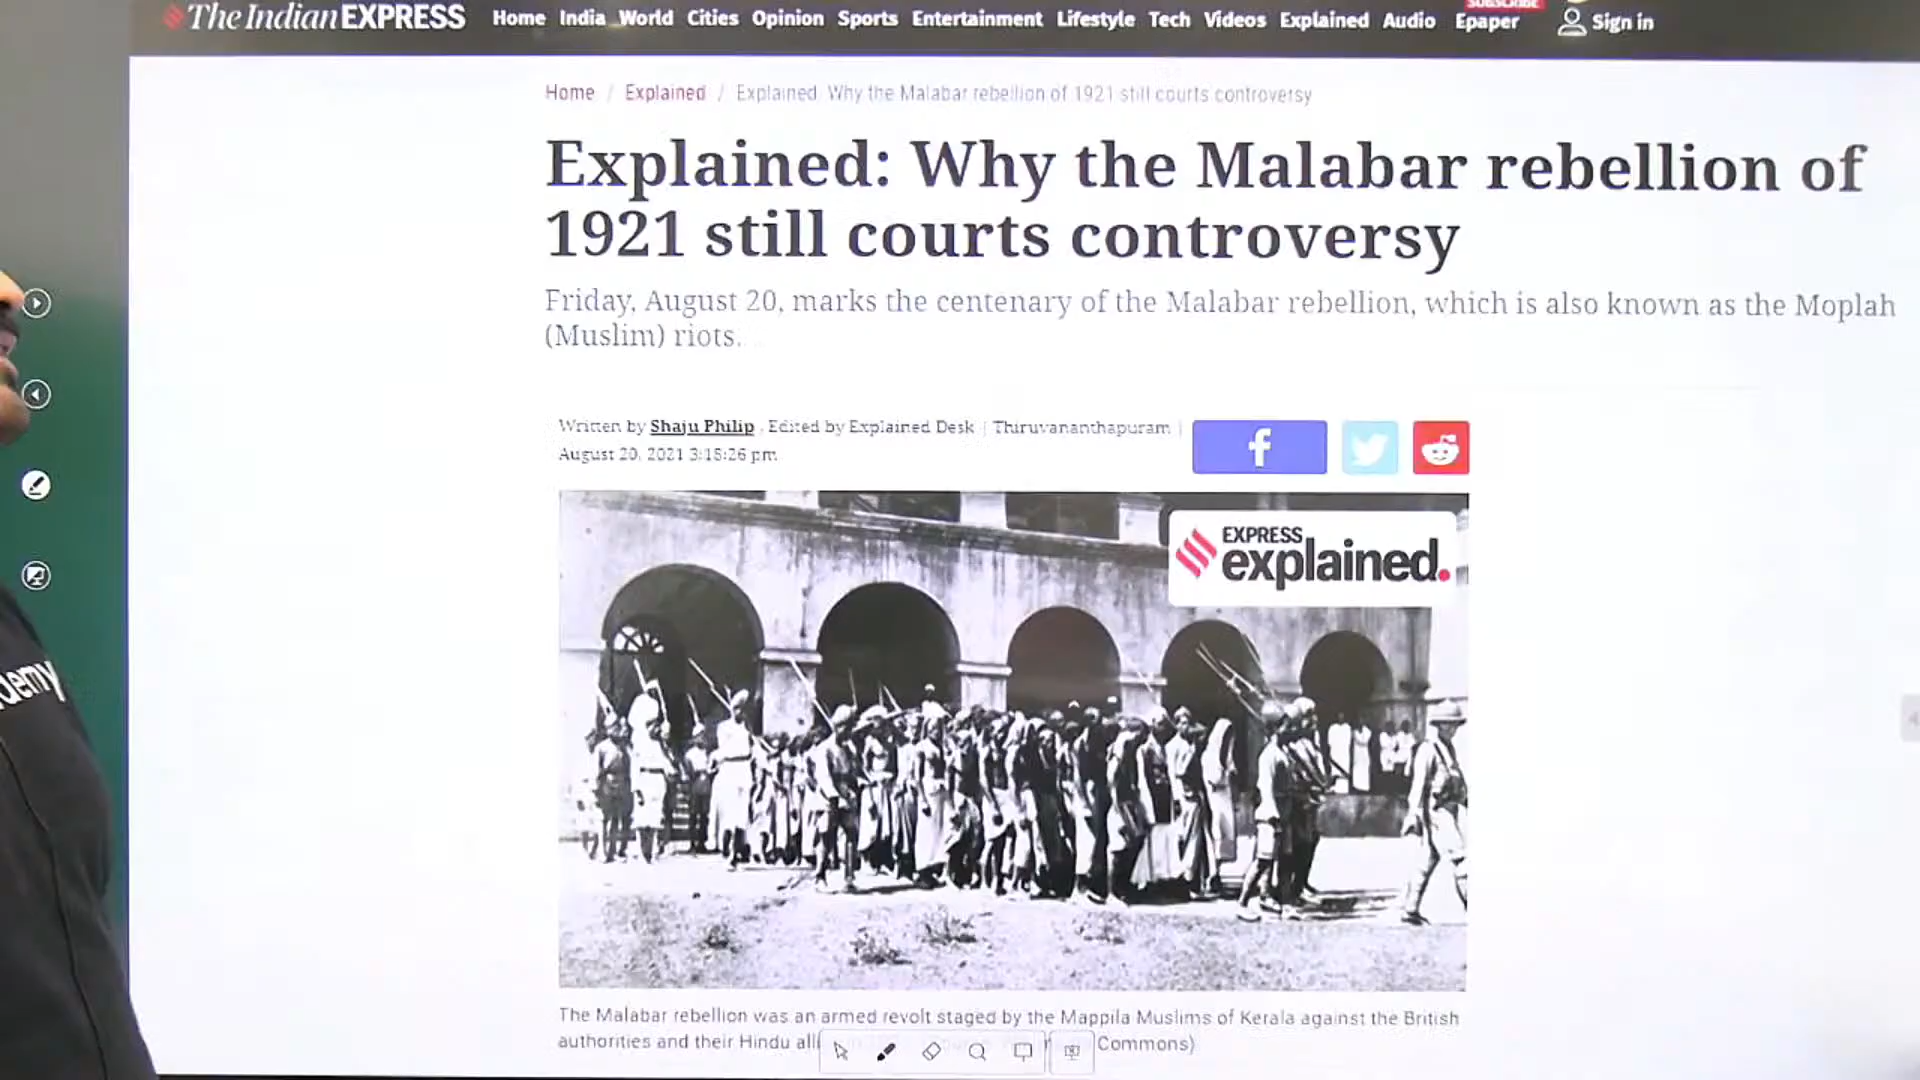 The Indian EXPRESS
Home India World Cities Opinion Sports Entertainment Lifestyle Tech Videos Explained Audio Epaper Sign in
SUBSCRIBE
Home / Explained / Explained: Why the Malabar rebellion of 1921 still courts controversy
Explained: Why the Malabar rebellion of
1921 still courts controversy
Friday, August 20, marks the centenary of the Malabar rebellion, which is also known as the Moplah
(Muslim) riots.
Written by Shaju Philip , Edited by Explained Desk | Thiruvananthapuram |
August 20, 2021 3:15:26 pm
f
EXPRESS
explained.
demy
The Malabar rebellion was an armed revolt staged by the Mappila Muslims of Kerala against the British
authorities and their Hindu Commons)